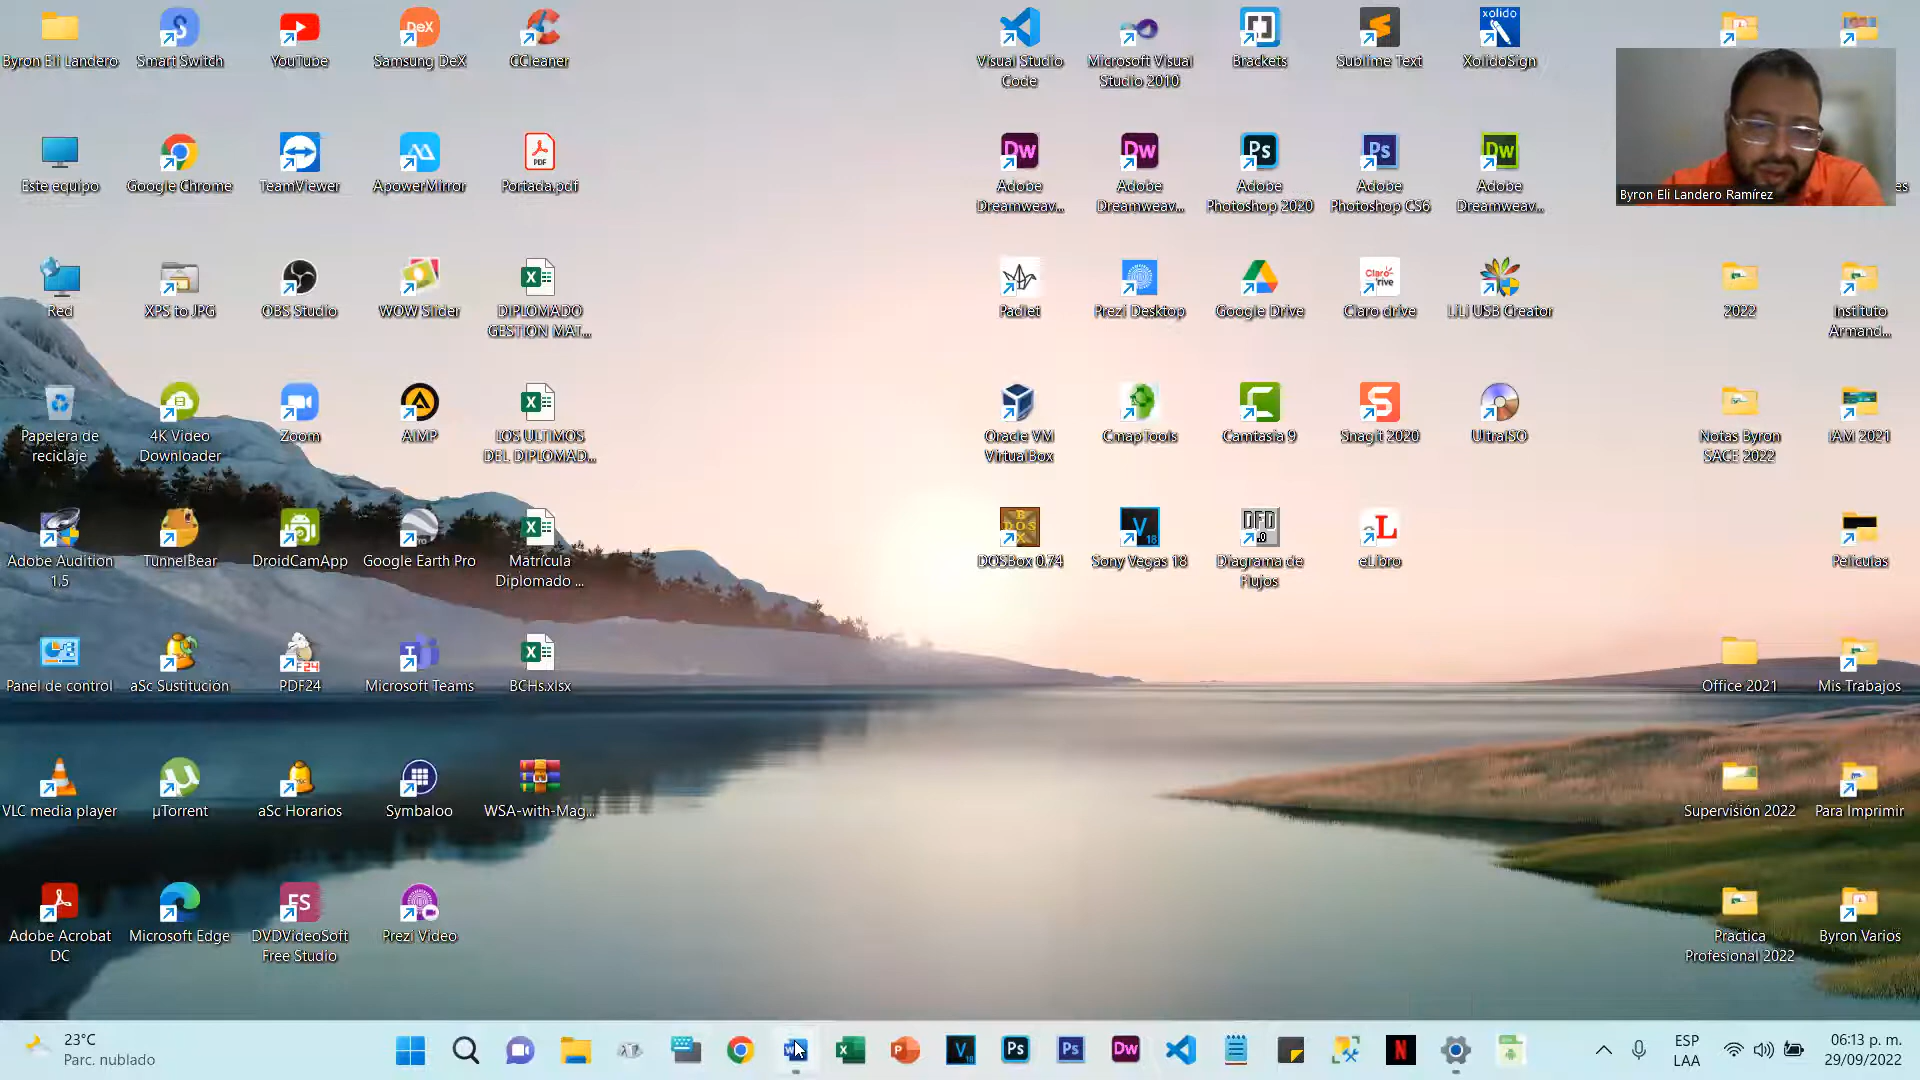 Byron Eli Landero
Smart Switch
YouTube
Samsung DeX
CCleaner
Visual Studio
Code
Microsoft Visual
Studio 2010
Brackets
Sublime Text
XolidoSign
Este equipo
Google Chrome
TeamViewer
ApowerMirror
Portada.pdf
Adobe
Dreamweav...
Adobe
Dreamweav...
Adobe
Photoshop 2020
Adobe
Photoshop CS6
Adobe
Dreamweav...
Byron Eli Landero Ramírez
Red
XPS to JPG
OBS Studio
WOW Slider
DIPLOMADO
GESTION MAT...
Padlet
Prezi Desktop
Google Drive
Claro drive
LiLi USB Creator
2022
Instituto
Armand...
Papelera de
reciclaje
4K Video
Downloader
Zoom
AIMP
LOS ULTIMOS
DEL DIPLOMAD...
Oracle VM
VirtualBox
CmapTools
Camtasia 9
Snagit 2020
UltraISO
Notas Byron
SACE 2022
IAM 2021
Adobe Audition
1.5
TunnelBear
DroidCamApp
Google Earth Pro
Matrícula
Diplomado ...
DOSBox 0.74
Sony Vegas 18
Diagrama de
Flujos
eLibro
Peliculas
Panel de control
aSc Sustitución
PDF24
Microsoft Teams
BCHs.xlsx
Office 2021
Mis Trabajos
VLC media player
µTorrent
aSc Horarios
Symbaloo
WSA-with-Mag...
Supervisión 2022
Para Imprimir
Adobe Acrobat
DC
Microsoft Edge
DVDVideoSoft
Free Studio
Prezi Video
Practica
Profesional 2022
Byron Varios
23°C
Parc. nublado
ESP
LAA
06:13 p. m.
29/09/2022